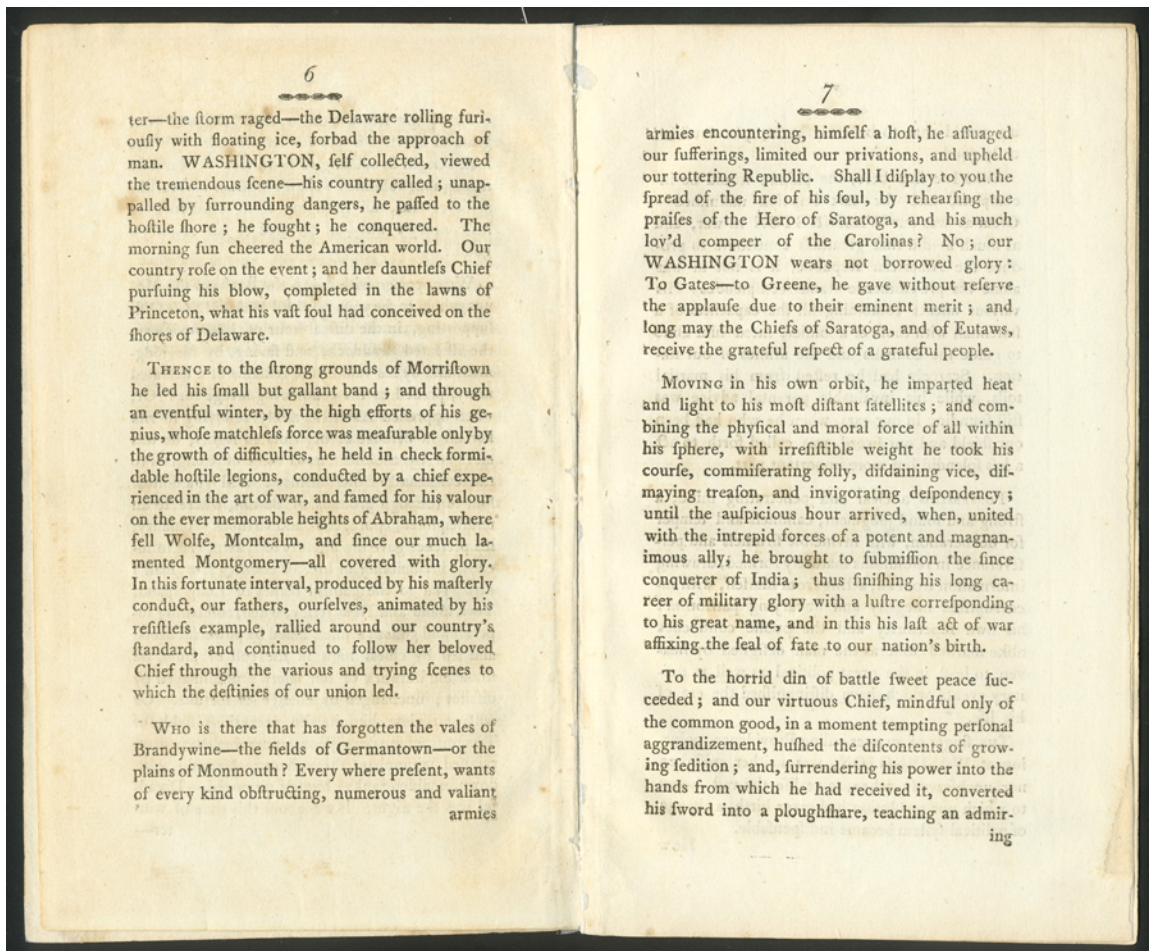 6
ter—the ſtorm raged—the Delaware rolling furi-
ouſly with floating ice, forbad the approach of
man. WASHINGTON, ſelf collected, viewed
the tremendous ſcene—his country called ; unap-
palled by ſurrounding dangers, he paſſed to the
hoſtile ſhore ; he fought ; he conquered. The
morning ſun cheered the American world. Our
country roſe on the event ; and her dauntleſs Chief
purſuing his blow, completed in the lawns of
Princeton, what his vaſt ſoul had conceived on the
ſhores of Delaware.
THENCE to the ſtrong grounds of Morriſtown
he led his ſmall but gallant band ; and through
an eventful winter, by the high efforts of his ge-
nius, whoſe matchleſs force was meaſurable only by
the growth of difficulties, he held in check formi-
dable hoſtile legions, conducted by a chief expe-
rienced in the art of war, and famed for his valour
on the ever memorable heights of Abraham, where
fell Wolfe, Montcalm, and ſince our much la-
mented Montgomery—all covered with glory.
In this fortunate interval, produced by his maſterly
conduct, our fathers, ourſelves, animated by his
reſiſtleſs example, rallied around our country's
ſtandard, and continued to follow her beloved
Chief through the various and trying ſcenes to
which the deſtinies of our union led.
WHO is there that has forgotten the vales of
Brandywine—the fields of Germantown—or the
plains of Monmouth ? Every where preſent, wants
of every kind obſtructing, numerous and valiant
armies
7
armies encountering, himſelf a hoſt, he aſſuaged
our ſufferings, limited our privations, and upheld
our tottering Republic. Shall I diſplay to you the
ſpread of the fire of his ſoul, by rehearſing the
praiſes of the Hero of Saratoga, and his much
lov'd compeer of the Carolinas ? No ; our
WASHINGTON wears not borrowed glory :
To Gates—to Greene, he gave without reſerve
the applauſe due to their eminent merit ; and
long may the Chiefs of Saratoga, and of Eutaws,
receive the grateful reſpect of a grateful people.
MOVING in his own orbit, he imparted heat
and light to his moſt diſtant ſatellites ; and com-
bining the phyſical and moral force of all within
his ſphere, with irreſiſtible weight he took his
courſe, commiſerating folly, diſdaining vice, diſ-
maying treaſon, and invigorating deſpondency ;
until the auſpicious hour arrived, when, united
with the intrepid forces of a potent and magnan-
imous ally, he brought to ſubmiſſion the ſince
conquerer of India ; thus finiſhing his long ca-
reer of military glory with a luſtre correſponding
to his great name, and in this his laſt act of war
affixing the ſeal of fate to our nation's birth.
To the horrid din of battle ſweet peace ſuc-
ceeded ; and our virtuous Chief, mindful only of
the common good, in a moment tempting perſonal
aggrandizement, huſhed the diſcontents of grow-
ing ſedition ; and, ſurrendering his power into the
hands from which he had received it, converted
his ſword into a ploughſhare, teaching an admir-
ing